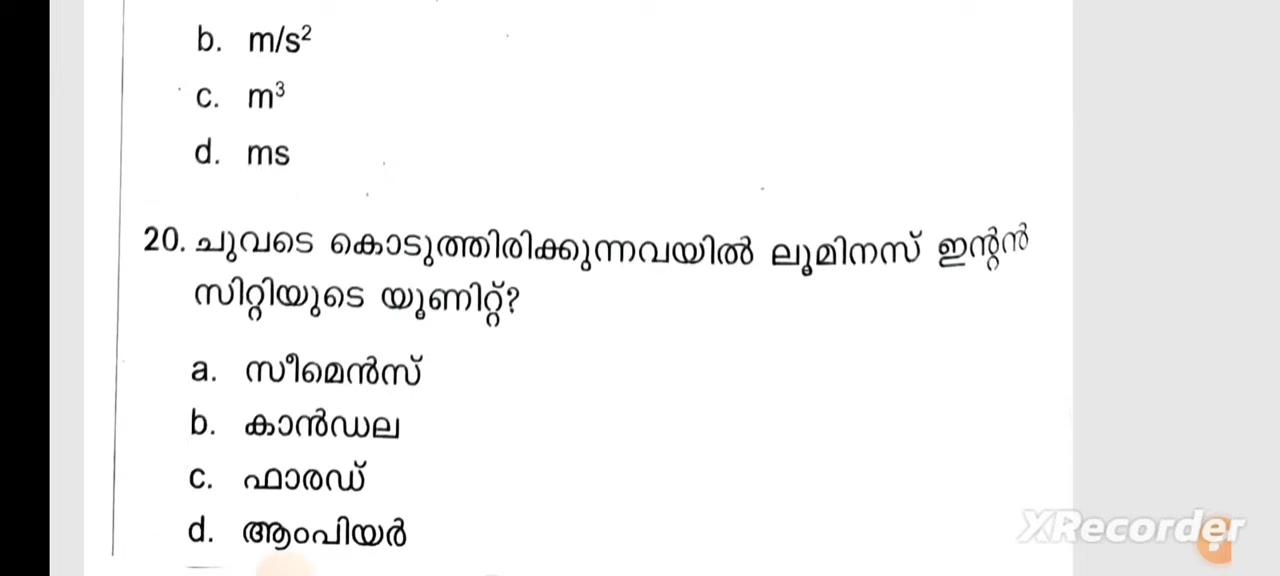 b. m/s²
c. m³
d. ms
20. ചുവടെ കൊടുത്തിരിക്കുന്നവയിൽ ലൂമിനസ് ഇന്റൻ
സിറ്റിയുടെ യൂണിറ്റ്?
a. സീമെൻസ്
b. കാൻഡല
c. ഫാരഡ്
d. ആംപിയർ
XRecorder